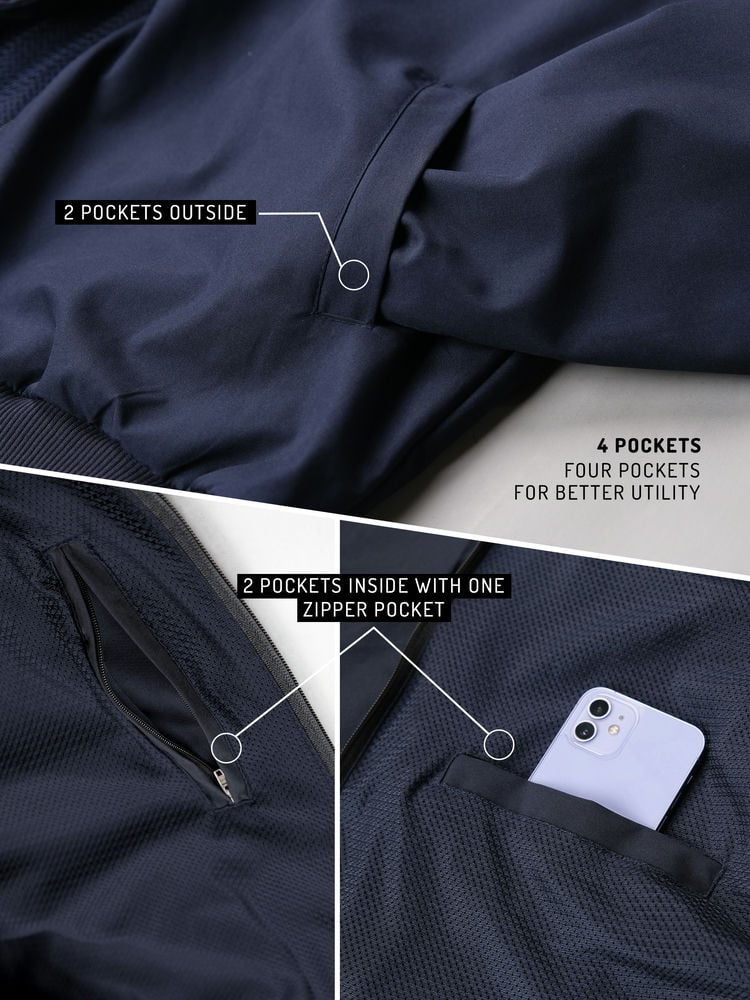 2 POCKETS OUTSIDE
4 POCKETS
FOUR POCKETS
FOR BETTER UTILITY
2 POCKETS INSIDE WITH ONE
ZIPPER POCKET